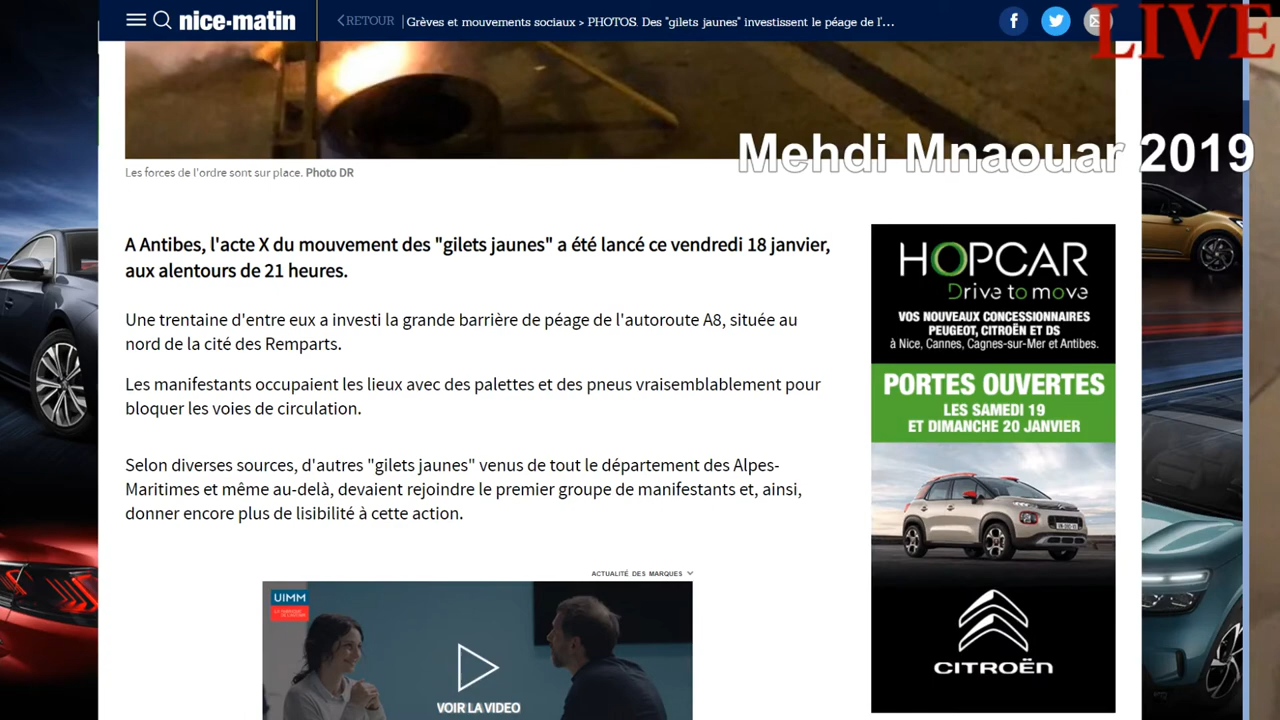 nice-matin
RETOUR
Grèves et mouvements sociaux > PHOTOS. Des "gilets jaunes" investissent le péage de l'...
LIVE
Mehdi Mnaouar 2019
Les forces de l'ordre sont sur place. Photo DR
A Antibes, l'acte X du mouvement des "gilets jaunes" a été lancé ce vendredi 18 janvier,
aux alentours de 21 heures.
Une trentaine d'entre eux a investi la grande barrière de péage de l'autoroute A8, située au
nord de la cité des Remparts.
Les manifestants occupaient les lieux avec des palettes et des pneus vraisemblablement pour
bloquer les voies de circulation.
Selon diverses sources, d'autres "gilets jaunes" venus de tout le département des Alpes-
Maritimes et même au-delà, devaient rejoindre le premier groupe de manifestants et, ainsi,
donner encore plus de lisibilité à cette action.
ACTUALITÉ DES MARQUES
UIMM
VOIR LA VIDEO
HOPCAR
Drive to move
VOS NOUVEAUX CONCESSIONNAIRES
PEUGEOT, CITROËN ET DS
à Nice, Cannes, Cagnes-sur-Mer et Antibes.
PORTES OUVERTES
LES SAMEDI 19
ET DIMANCHE 20 JANVIER
CITROËN